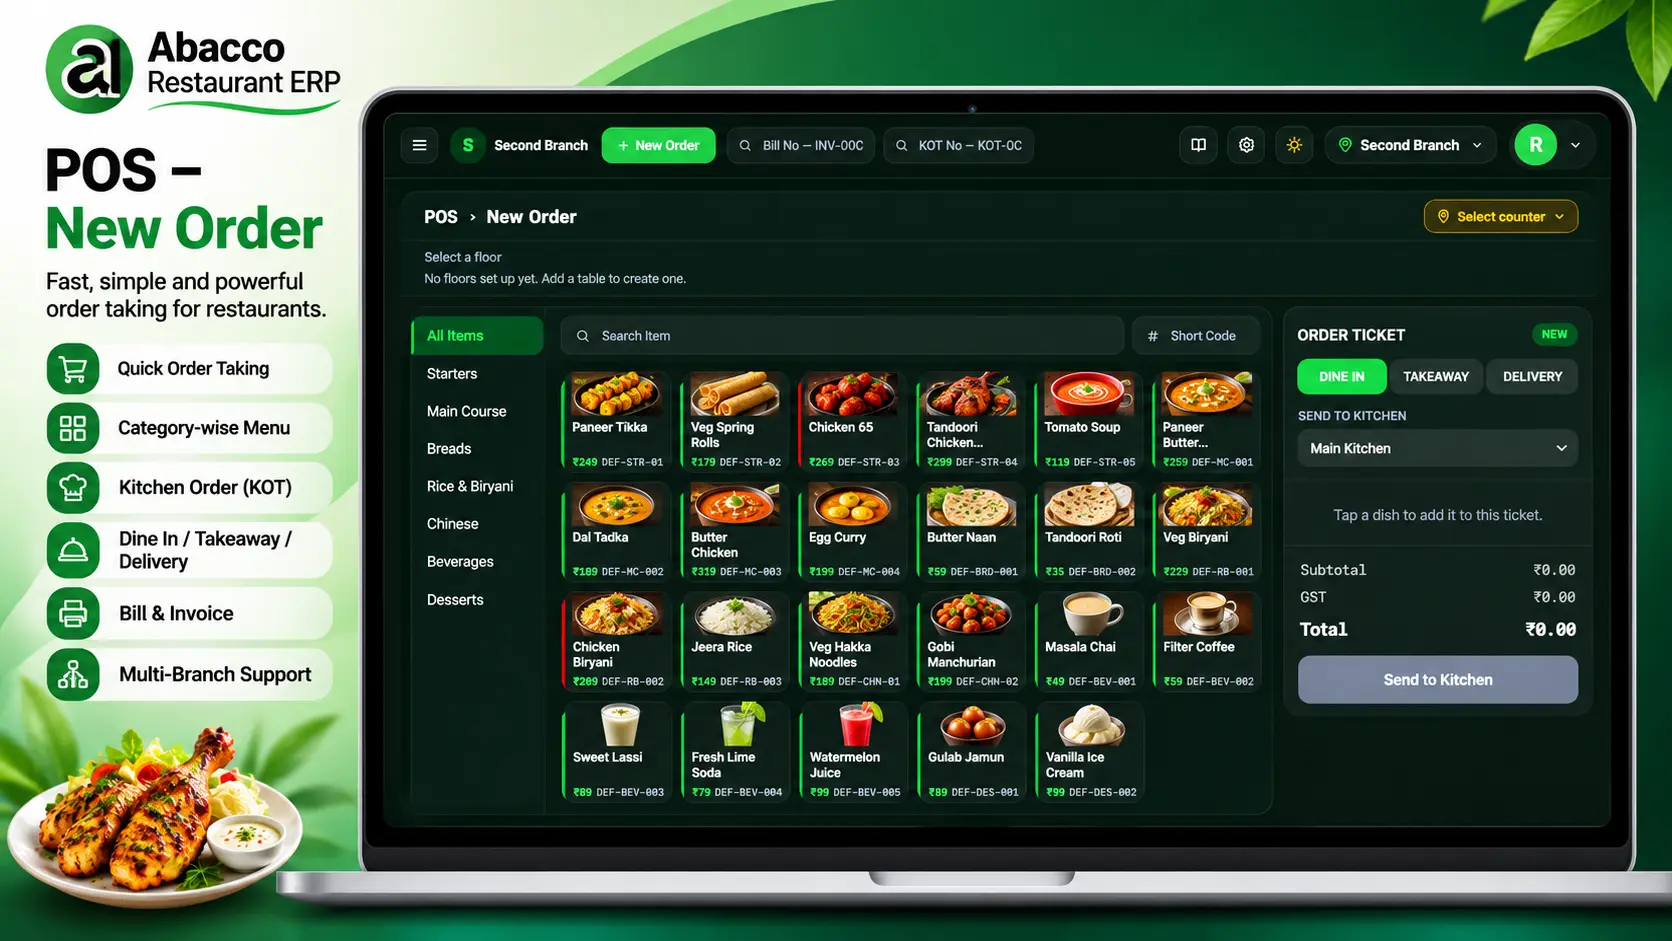 al
Abacco
Restaurant ERP
POS –
New Order
Fast, simple and powerful
order taking for restaurants.
Quick Order Taking
Category-wise Menu
Kitchen Order (KOT)
Dine In / Takeaway /
Delivery
Bill & Invoice
Multi-Branch Support
S
Second Branch
+ New Order
Bill No – INV-00C
KOT No – KOT-0C
Second Branch
R
POS › New Order
Select counter
Select a floor
No floors set up yet. Add a table to create one.
All Items
Starters
Main Course
Breads
Rice & Biryani
Chinese
Beverages
Desserts
Search Item
# Short Code
Paneer Tikka
₹249 DEF-STR-01
Veg Spring
Rolls
₹179 DEF-STR-02
Chicken 65
₹269 DEF-STR-03
Tandoori
Chicken...
₹299 DEF-STR-04
Tomato Soup
₹119 DEF-STR-05
Paneer
Butter...
₹259 DEF-MC-001
Dal Tadka
₹189 DEF-MC-002
Butter
Chicken
₹319 DEF-MC-003
Egg Curry
₹199 DEF-MC-004
Butter Naan
₹59 DEF-BRD-001
Tandoori Roti
₹35 DEF-BRD-002
Veg Biryani
₹229 DEF-RB-001
Chicken
Biryani
₹289 DEF-RB-002
Jeera Rice
₹149 DEF-RB-003
Veg Hakka
Noodles
₹189 DEF-CHN-01
Gobi
Manchurian
₹199 DEF-CHN-02
Masala Chai
₹49 DEF-BEV-001
Filter Coffee
₹59 DEF-BEV-002
Sweet Lassi
₹89 DEF-BEV-003
Fresh Lime
Soda
₹79 DEF-BEV-004
Watermelon
Juice
₹99 DEF-BEV-005
Gulab Jamun
₹89 DEF-DES-001
Vanilla Ice
Cream
₹99 DEF-DES-002
ORDER TICKET
NEW
DINE IN
TAKEAWAY
DELIVERY
SEND TO KITCHEN
Main Kitchen
Tap a dish to add it to this ticket.
Subtotal ₹0.00
GST ₹0.00
Total ₹0.00
Send to Kitchen